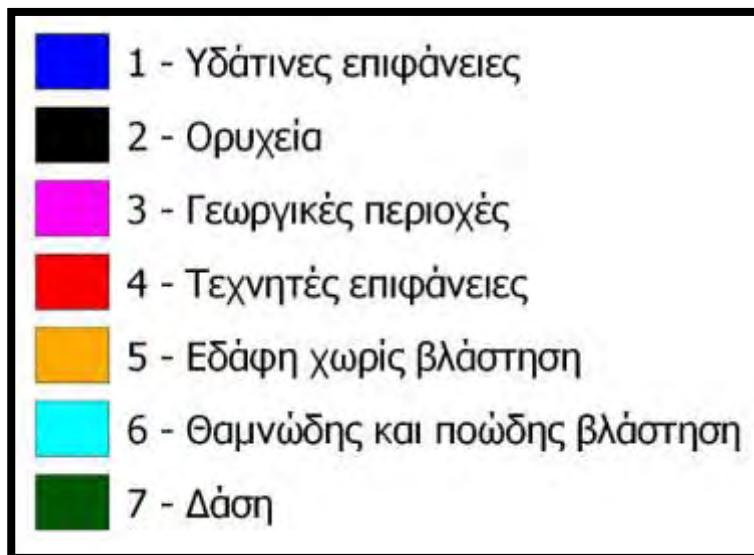 1 - Υδάτινες επιφάνειες
2 - Ορυχεία
3 - Γεωργικές περιοχές
4 - Τεχνητές επιφάνειες
5 - Εδάφη χωρίς βλάστηση
6 - Θαμνώδης και ποώδης βλάστηση
7 - Δάση